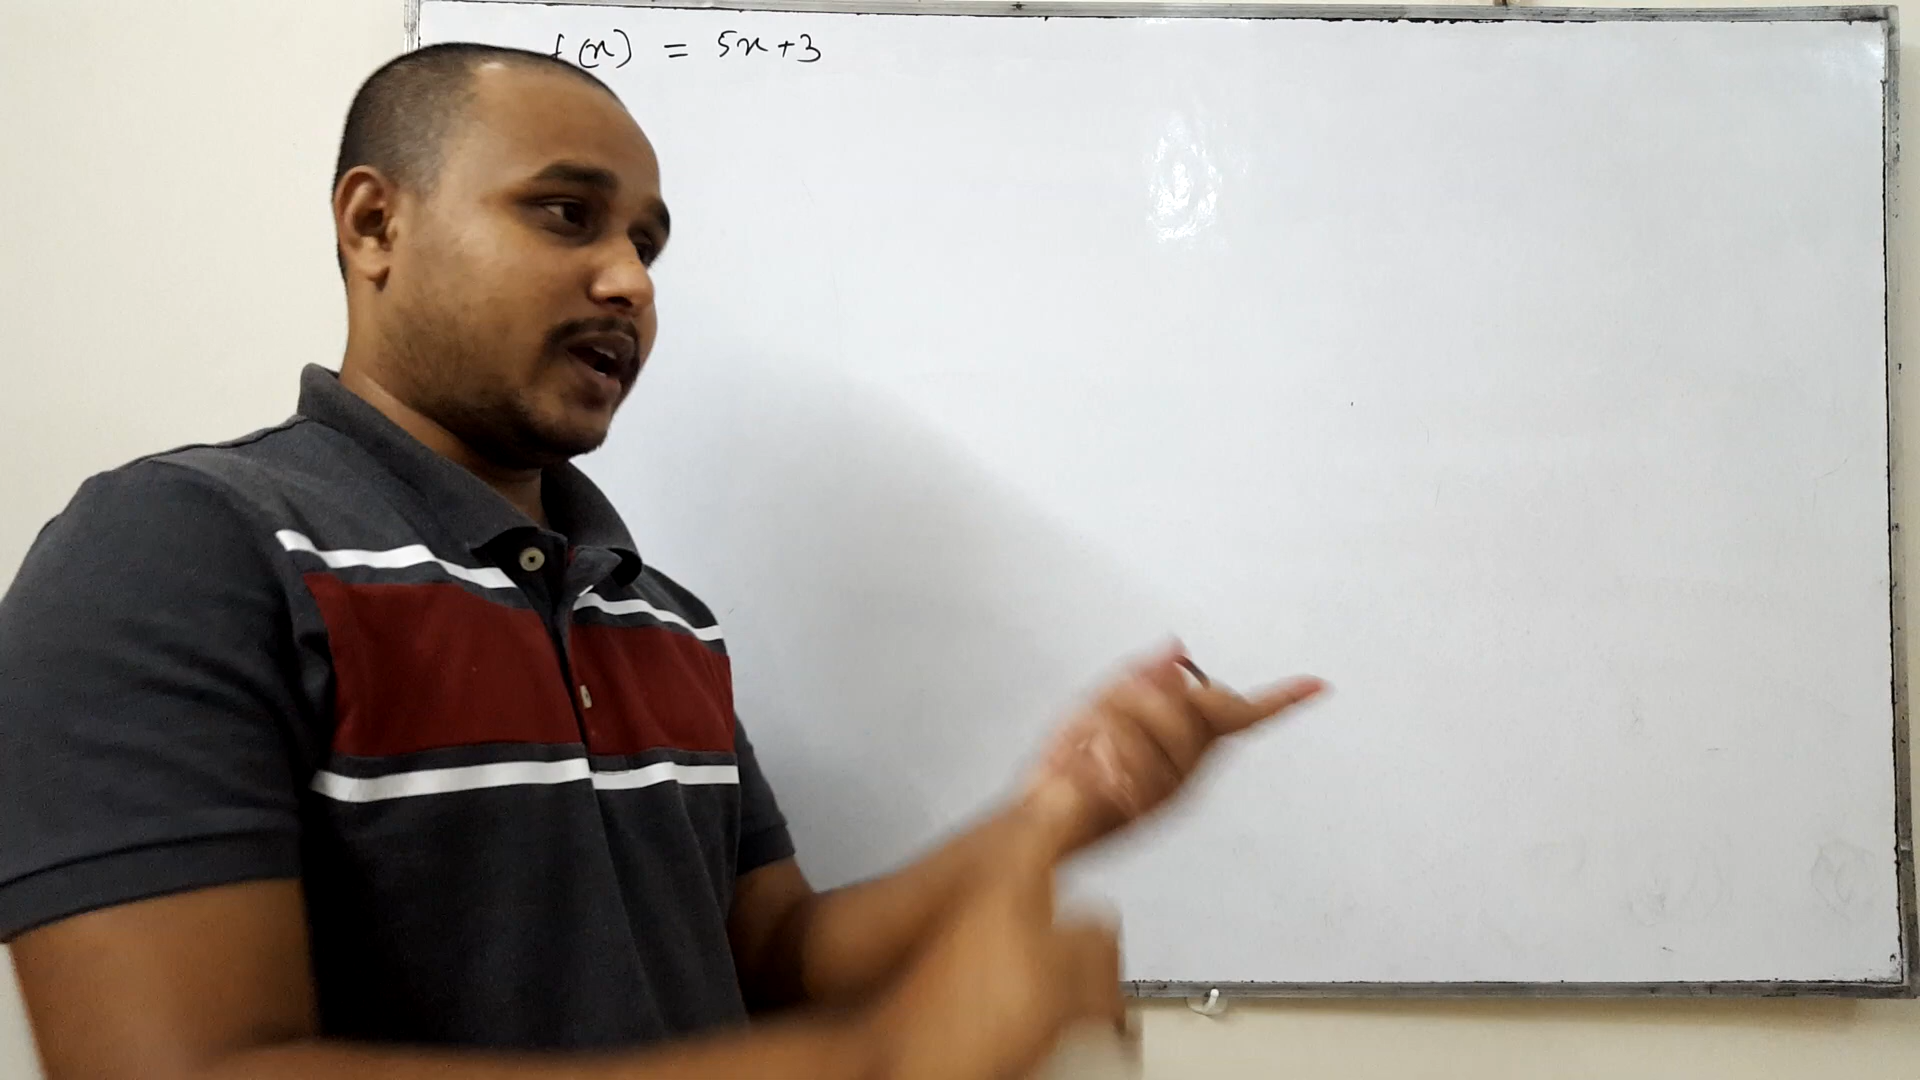 f(x) = 5x+3